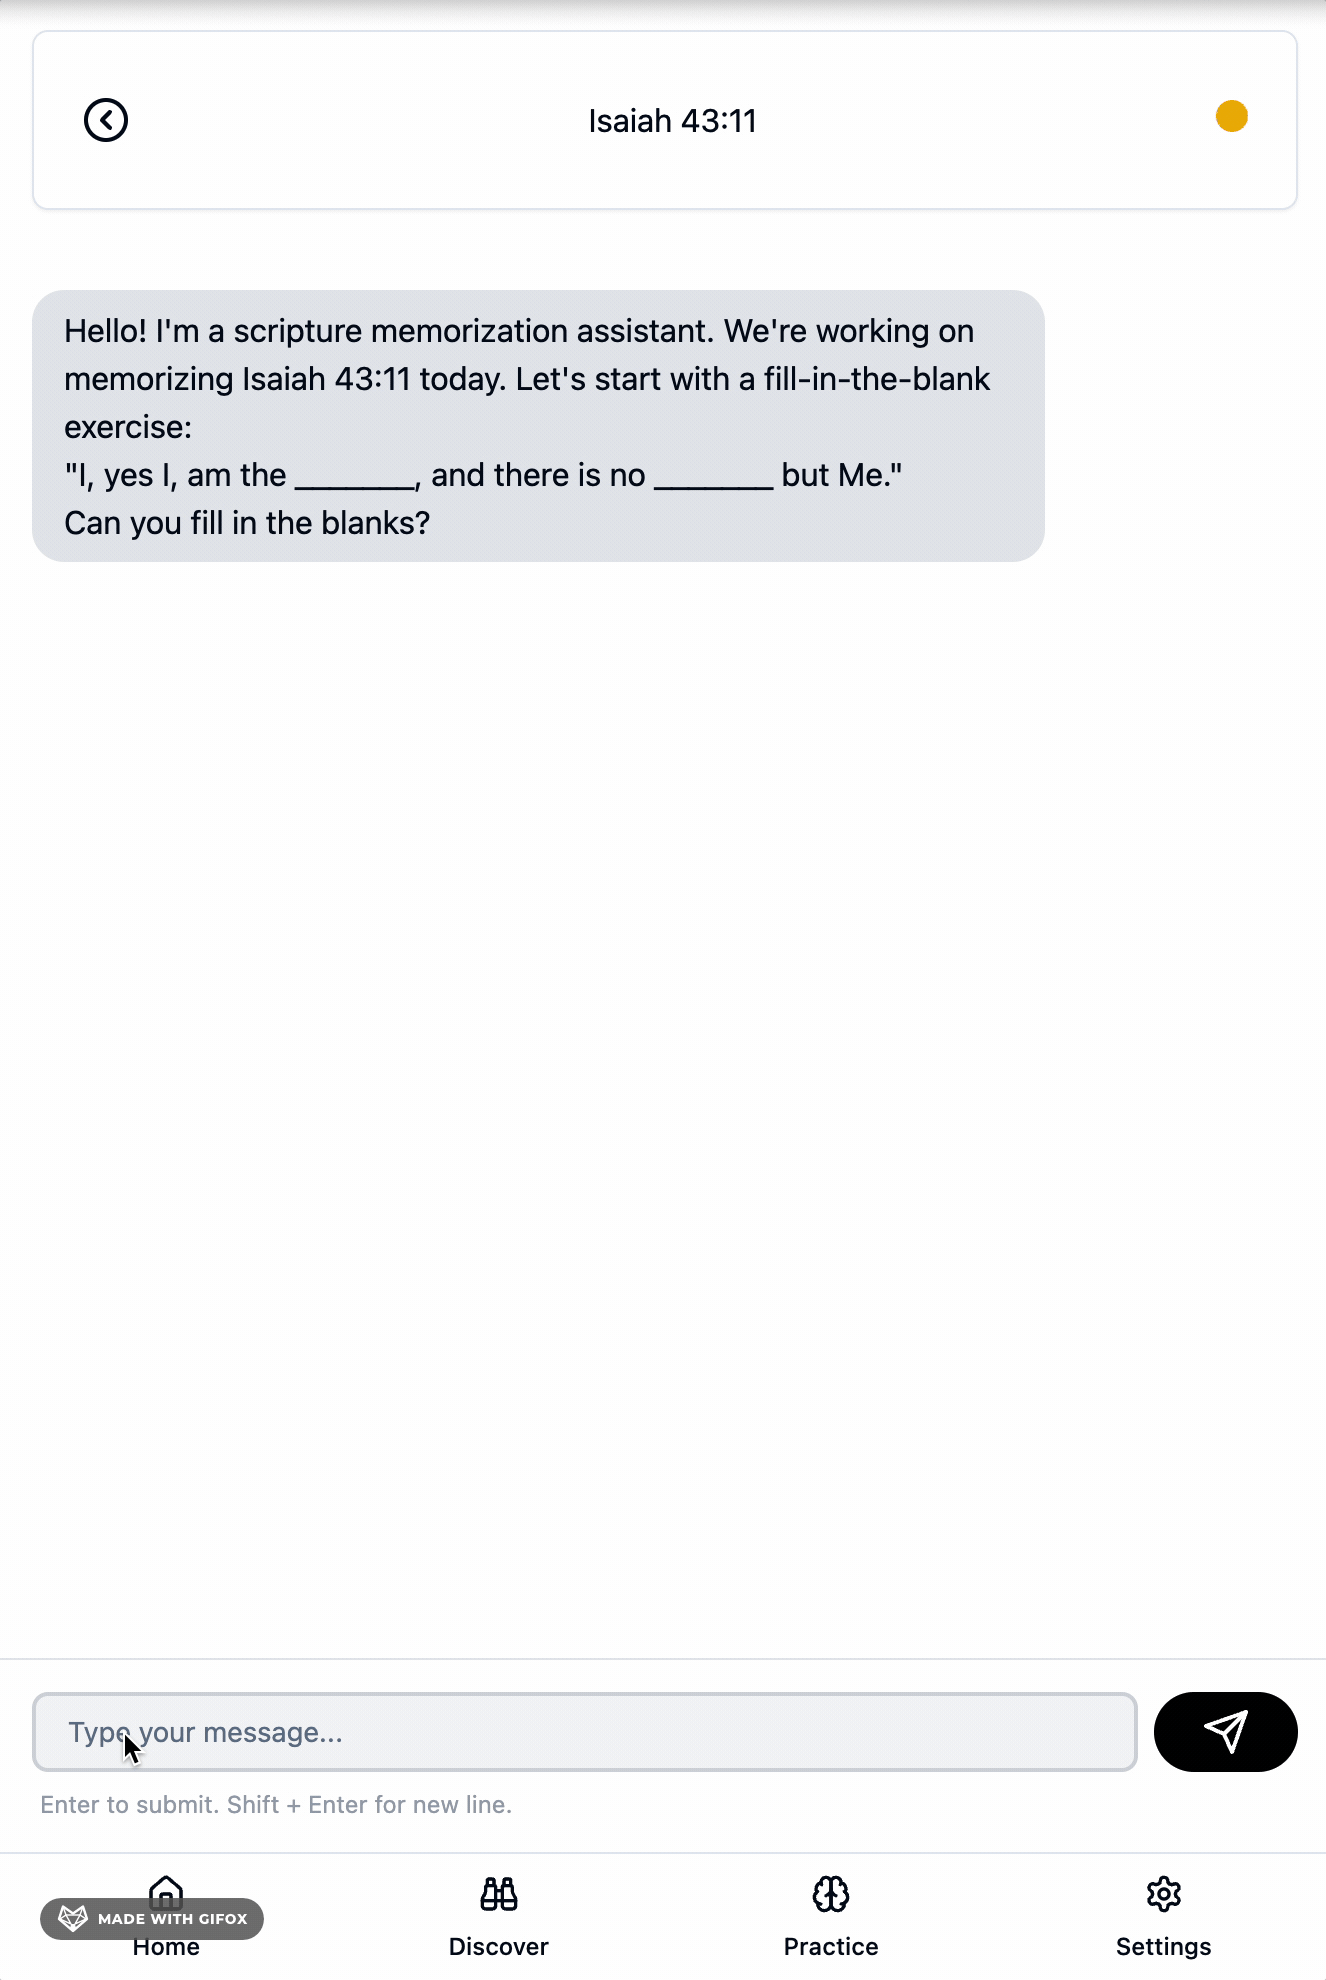 Isaiah 43:11
Hello! I'm a scripture memorization assistant. We're working on
memorizing Isaiah 43:11 today. Let's start with a fill-in-the-blank
exercise:
"I, yes I, am the _______, and there is no _______ but Me."
Can you fill in the blanks?
Type your message...
Enter to submit. Shift + Enter for new line.
MADE WITH GIFOX
Home
Discover
Practice
Settings